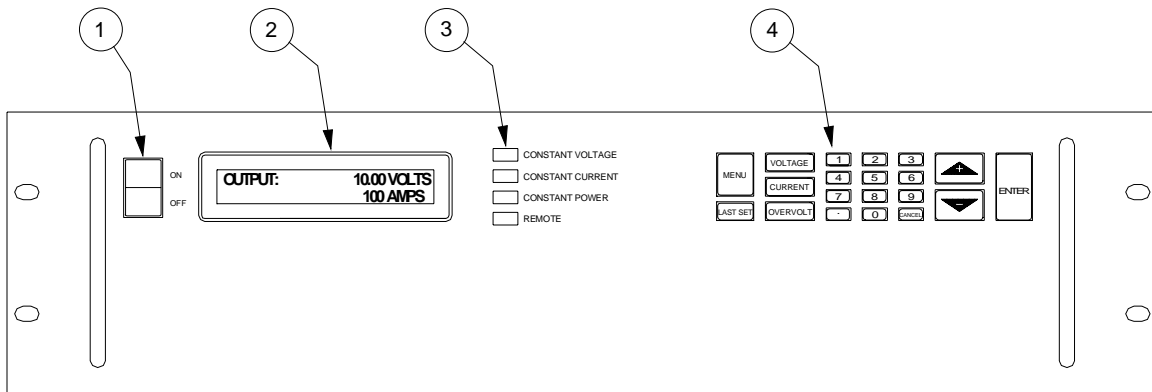 1
2
3
4
ON
OFF
OUTPUT: 10.00 VOLTS
100 AMPS
CONSTANT VOLTAGE
CONSTANT CURRENT
CONSTANT POWER
REMOTE
MENU
LAST SET
VOLTAGE
CURRENT
OVERVOLT
1 2 3
4 5 6
7 8 9
. 0 CANCEL
+
-
ENTER